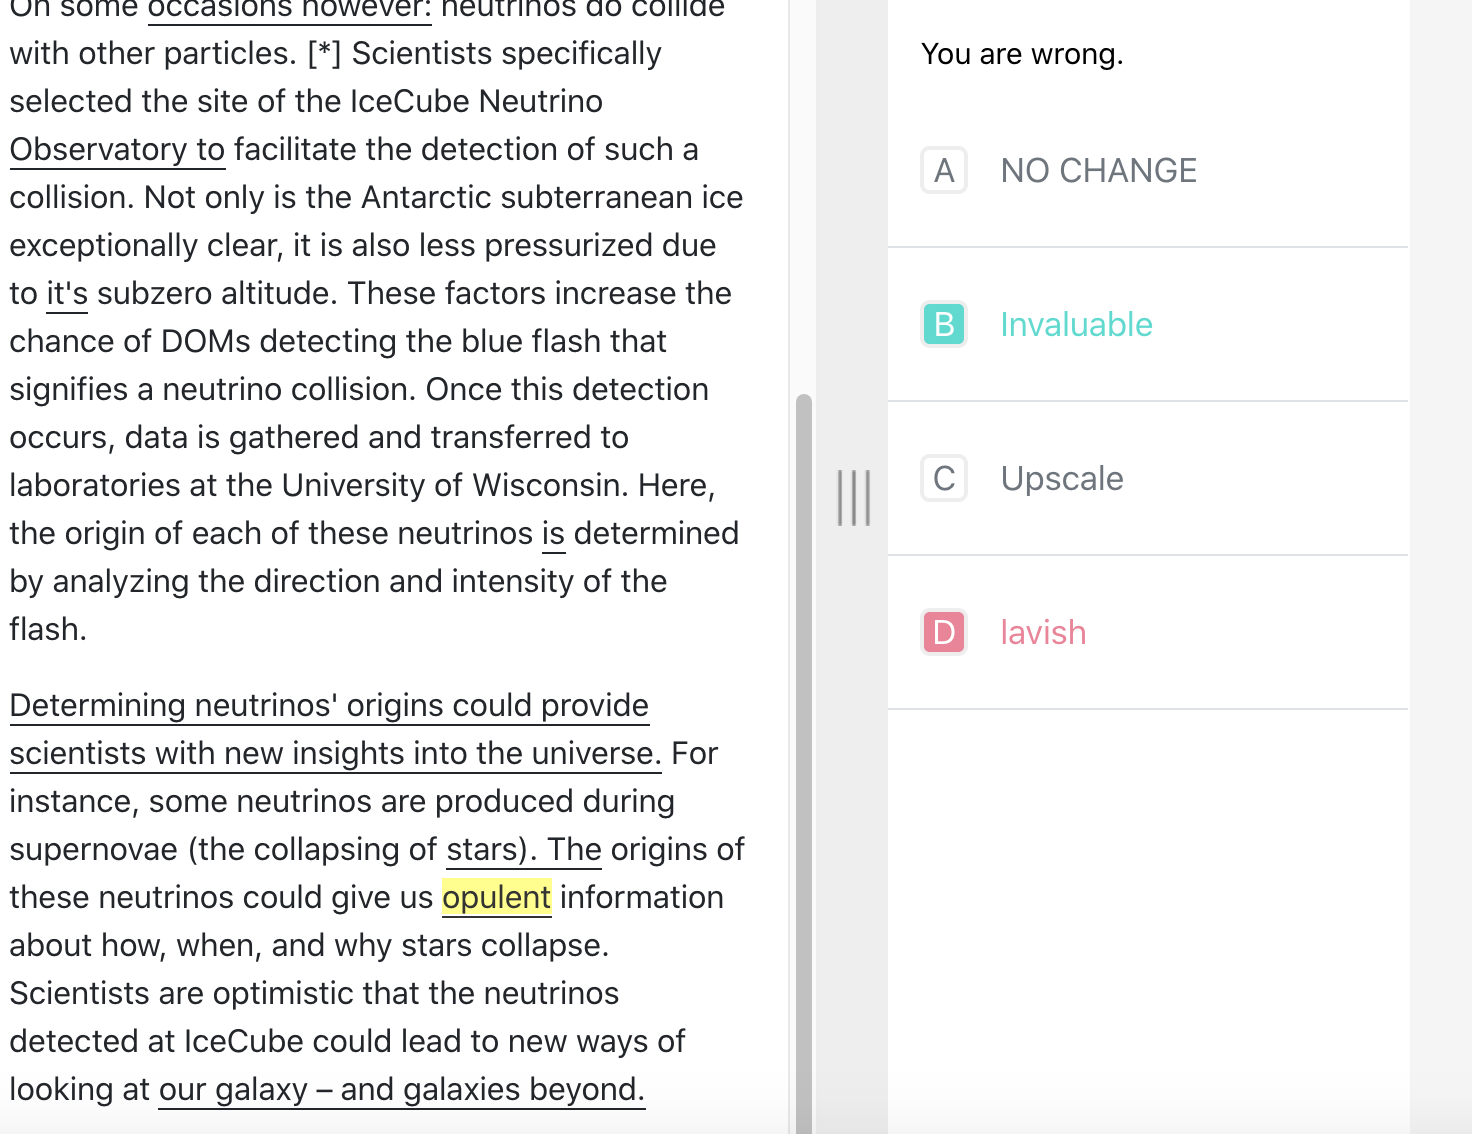 On some occasions however: neutrinos do collide
with other particles. [*] Scientists specifically
selected the site of the IceCube Neutrino
Observatory to facilitate the detection of such a
collision. Not only is the Antarctic subterranean ice
exceptionally clear, it is also less pressurized due
to it's subzero altitude. These factors increase the
chance of DOMs detecting the blue flash that
signifies a neutrino collision. Once this detection
occurs, data is gathered and transferred to
laboratories at the University of Wisconsin. Here,
the origin of each of these neutrinos is determined
by analyzing the direction and intensity of the
flash.
Determining neutrinos' origins could provide
scientists with new insights into the universe. For
instance, some neutrinos are produced during
supernovae (the collapsing of stars). The origins of
these neutrinos could give us opulent information
about how, when, and why stars collapse.
Scientists are optimistic that the neutrinos
detected at IceCube could lead to new ways of
looking at our galaxy – and galaxies beyond.
You are wrong.
A NO CHANGE
B Invaluable
C Upscale
D lavish